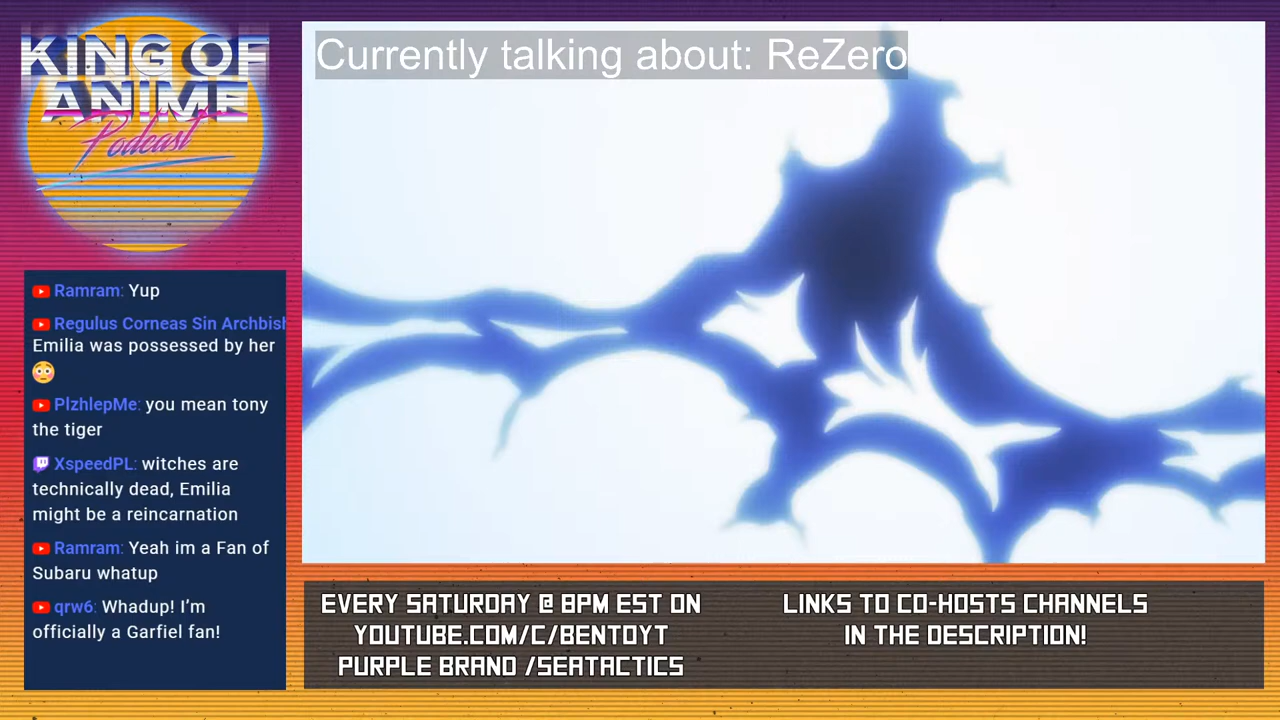 KING OF
ANIME
Podcast
Currently talking about: ReZero
Ramram: Yup
Regulus Corneas Sin Archbish
Emilia was possessed by her
PlzhlepMe: you mean tony
the tiger
XspeedPL: witches are
technically dead, Emilia
might be a reincarnation
Ramram: Yeah im a Fan of
Subaru whatup
qrw6: Whadup! I’m
officially a Garfiel fan!
EVERY SATURDAY @ 8PM EST ON
YOUTUBE.COM/C/BENTOYT
PURPLE BRAND /SEATACTICS
LINKS TO CO-HOSTS CHANNELS
IN THE DESCRIPTION!